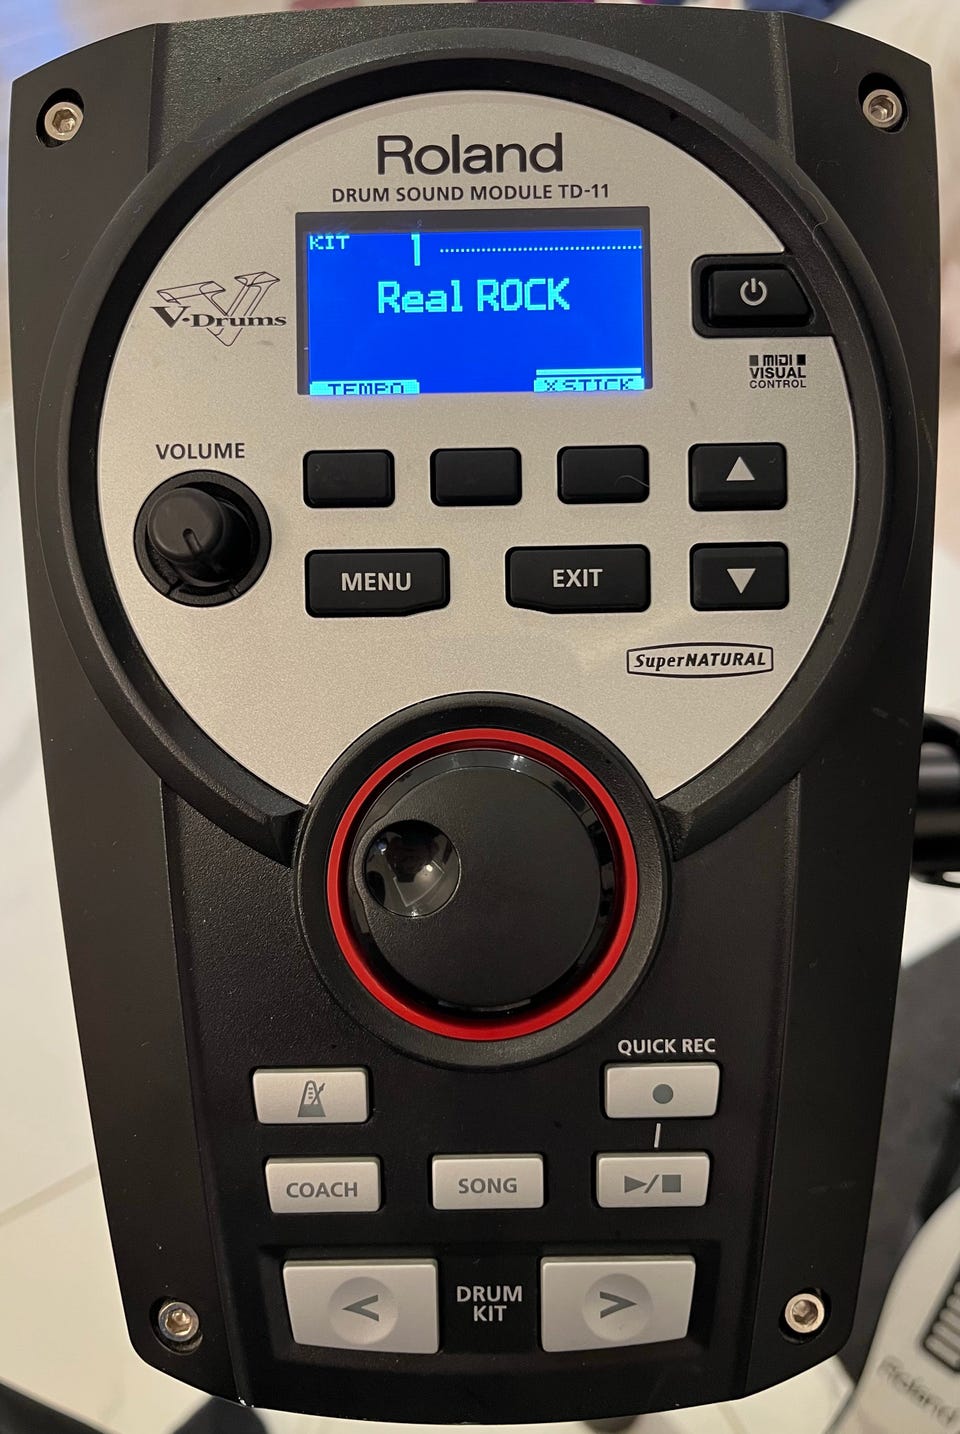 Roland
DRUM SOUND MODULE TD-11
KIT 1
Real ROCK
TEMPO XSTICK
V-Drums
MIDI
VISUAL
CONTROL
VOLUME
MENU EXIT
SuperNATURAL
QUICK REC
COACH SONG
DRUM
KIT
Roland